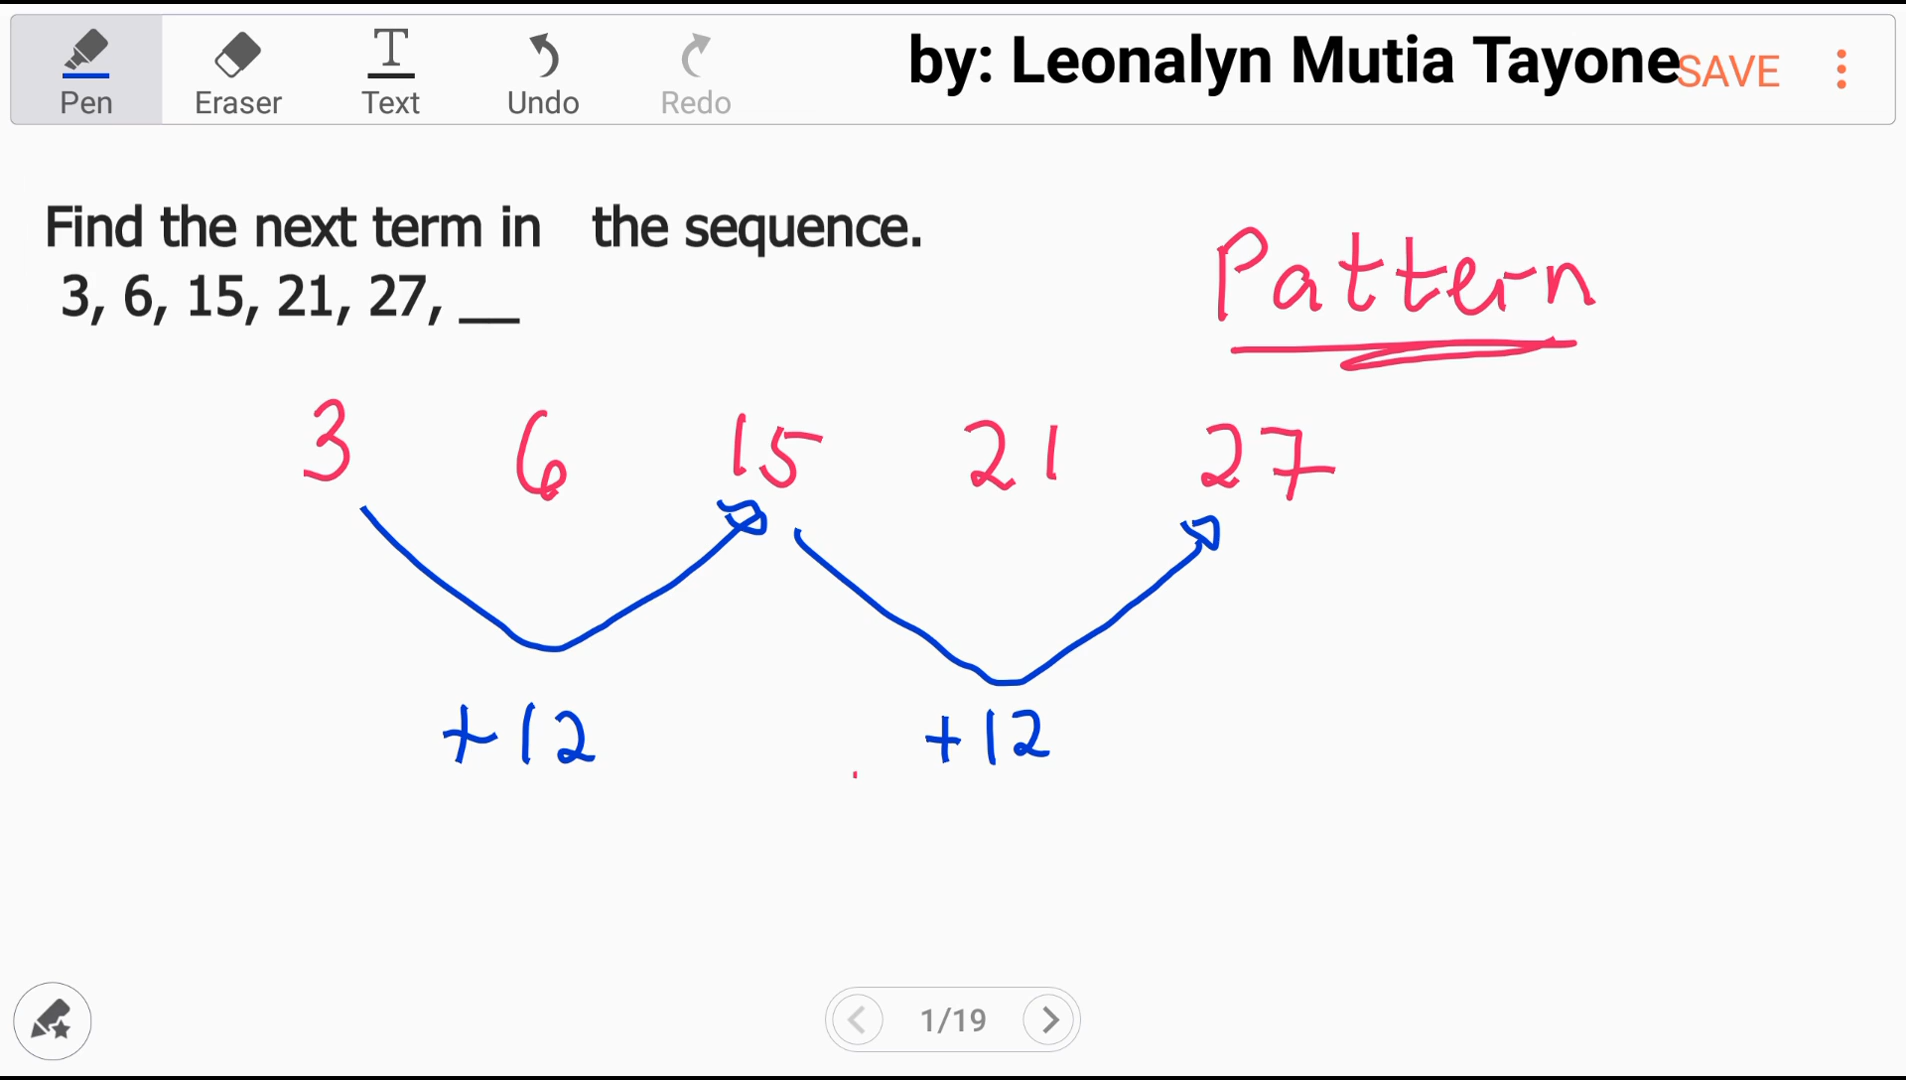 Pen Eraser Text Undo Redo by: Leonalyn Mutia Tayone SAVE
Find the next term in the sequence.
3, 6, 15, 21, 27, __
Pattern
3 6 15 21 27
+12 +12
1/19